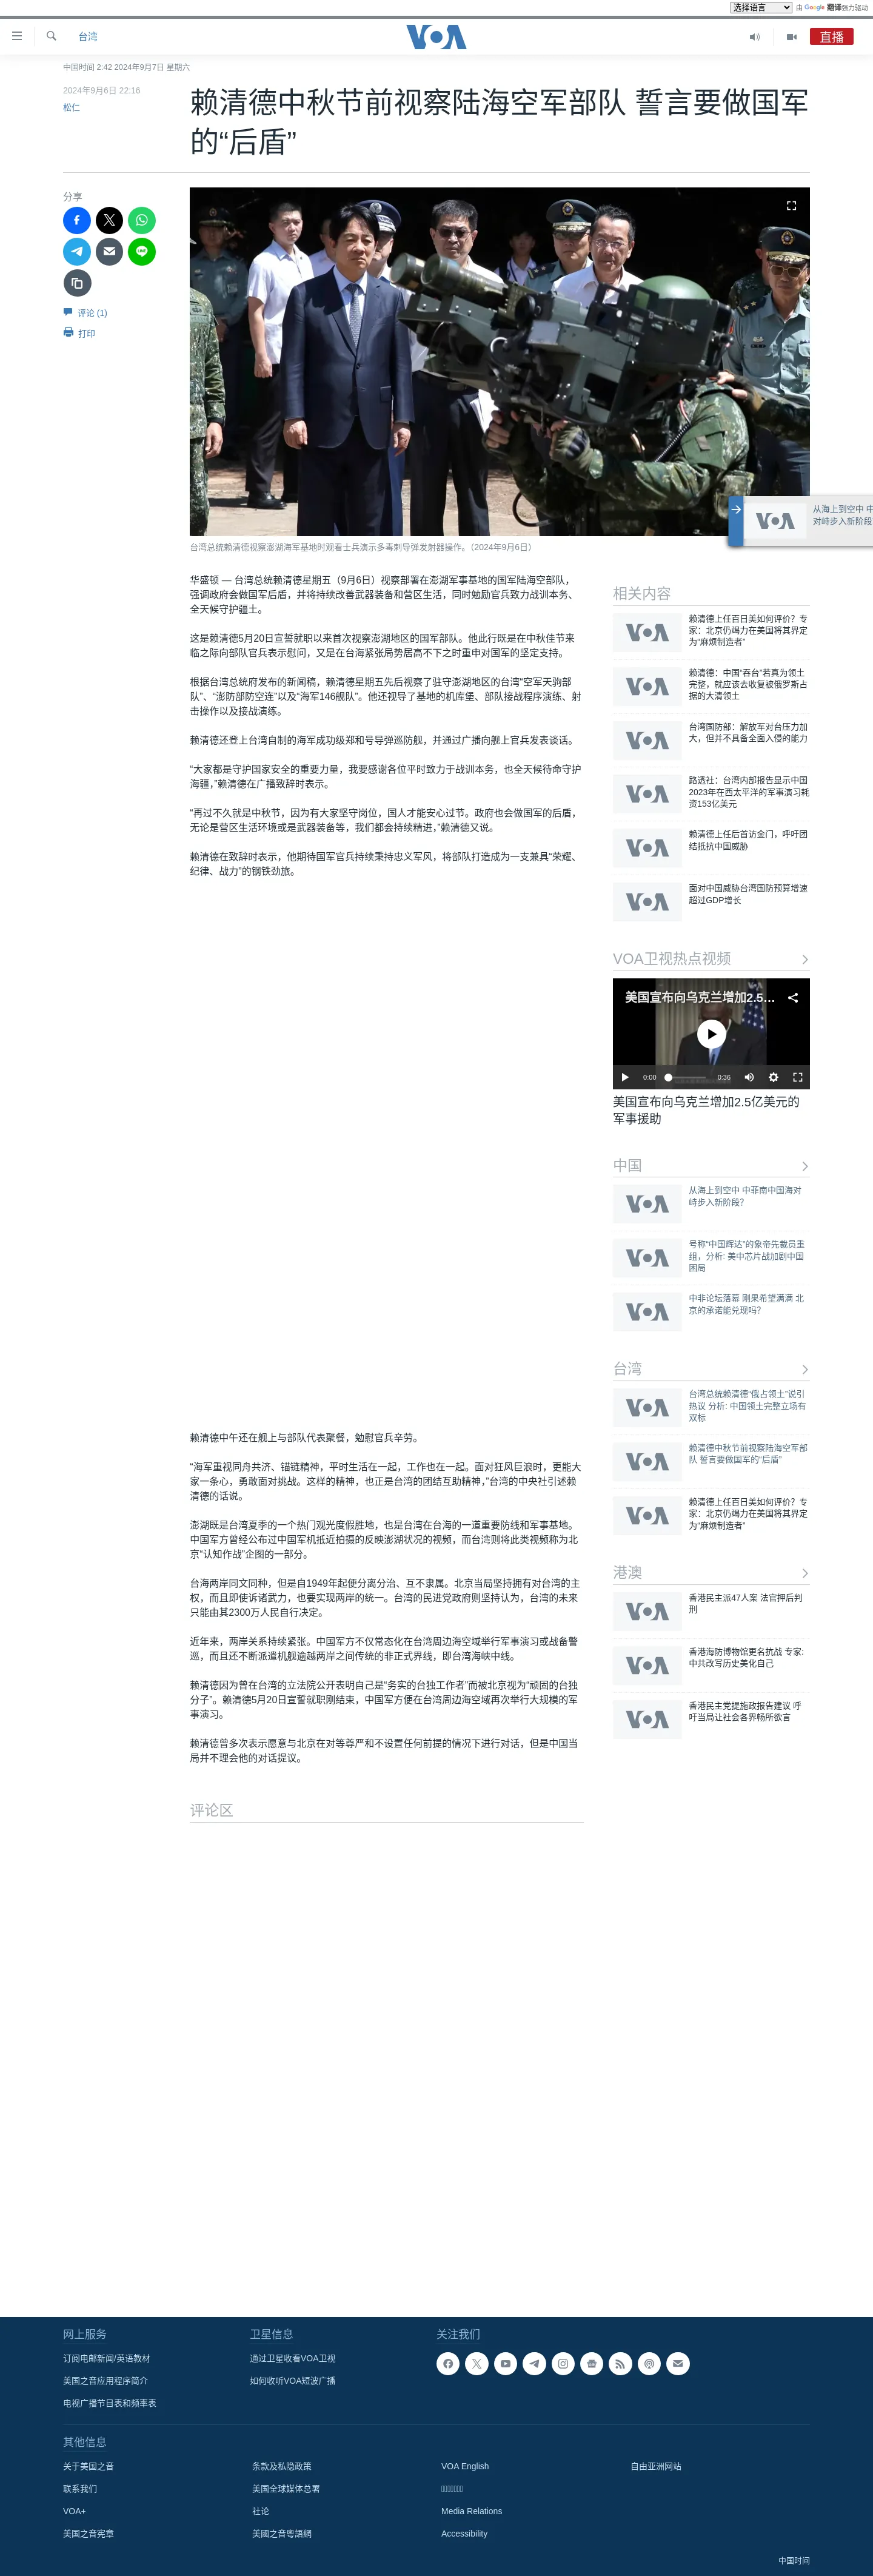 选择语言
由 Google 翻译强力驱动
台湾
VOA
直播
中国时间 2:42 2024年9月7日 星期六
2024年9月6日 22:16
松仁
赖清德中秋节前视察陆海空军部队 誓言要做国军
的“后盾”
分享
评论 (1)
打印
从海上到空中 中
对峙步入新阶段
台湾总统赖清德视察澎湖海军基地时观看士兵演示多毒刺导弹发射器操作。（2024年9月6日）
华盛顿 — 台湾总统赖清德星期五（9月6日）视察部署在澎湖军事基地的国军陆海空部队，
强调政府会做国军后盾，并将持续改善武器装备和营区生活，同时勉励官兵致力战训本务、
全天候守护疆土。
这是赖清德5月20日宣誓就职以来首次视察澎湖地区的国军部队。他此行既是在中秋佳节来
临之际向部队官兵表示慰问，又是在台海紧张局势居高不下之时重申对国军的坚定支持。
根据台湾总统府发布的新闻稿，赖清德星期五先后视察了驻守澎湖地区的台湾“空军天驹部
队”、“澎防部防空连”以及“海军146舰队”。他还视导了基地的机库堡、部队接战程序演练、射
击操作以及接战演练。
赖清德还登上台湾自制的海军成功级郑和号导弹巡防舰，并通过广播向舰上官兵发表谈话。
“大家都是守护国家安全的重要力量，我要感谢各位平时致力于战训本务，也全天候待命守护
海疆，”赖清德在广播致辞时表示。
“再过不久就是中秋节，因为有大家坚守岗位，国人才能安心过节。政府也会做国军的后盾，
无论是营区生活环境或是武器装备等，我们都会持续精进，”赖清德又说。
赖清德在致辞时表示，他期待国军官兵持续秉持忠义军风，将部队打造成为一支兼具“荣耀、
纪律、战力”的钢铁劲旅。
赖清德中午还在舰上与部队代表聚餐，勉慰官兵辛劳。
“海军重视同舟共济、锚链精神，平时生活在一起，工作也在一起。面对狂风巨浪时，更能大
家一条心，勇敢面对挑战。这样的精神，也正是台湾的团结互助精神，”台湾的中央社引述赖
清德的话说。
澎湖既是台湾夏季的一个热门观光度假胜地，也是台湾在台海的一道重要防线和军事基地。
中国军方曾经公布过中国军机抵近拍摄的反映澎湖状况的视频，而台湾则将此类视频称为北
京“认知作战”企图的一部分。
台海两岸同文同种，但是自1949年起便分离分治、互不隶属。北京当局坚持拥有对台湾的主
权，而且即使诉诸武力，也要实现两岸的统一。台湾的民进党政府则坚持认为，台湾的未来
只能由其2300万人民自行决定。
近年来，两岸关系持续紧张。中国军方不仅常态化在台湾周边海空域举行军事演习或战备警
巡，而且还不断派遣机舰逾越两岸之间传统的非正式界线，即台湾海峡中线。
赖清德因为曾在台湾的立法院公开表明自己是“务实的台独工作者”而被北京视为“顽固的台独
分子”。赖清德5月20日宣誓就职刚结束，中国军方便在台湾周边海空域再次举行大规模的军
事演习。
赖清德曾多次表示愿意与北京在对等尊严和不设置任何前提的情况下进行对话，但是中国当
局并不理会他的对话提议。
评论区
相关内容
VOA
赖清德上任百日美如何评价？专
家：北京仍竭力在美国将其界定
为“麻烦制造者”
VOA
赖清德：中国“吞台”若真为领土
完整，就应该去收复被俄罗斯占
据的大清领土
VOA
台湾国防部：解放军对台压力加
大，但并不具备全面入侵的能力
VOA
路透社：台湾内部报告显示中国
2023年在西太平洋的军事演习耗
资153亿美元
VOA
赖清德上任后首访金门，呼吁团
结抵抗中国威胁
VOA
面对中国威胁台湾国防预算增速
超过GDP增长
VOA
VOA卫视热点视频
美国宣布向乌克兰增加2.5...
0:00
0:36
美国宣布向乌克兰增加2.5亿美元的
军事援助
中国
从海上到空中 中菲南中国海对
峙步入新阶段？
VOA
号称“中国辉达”的象帝先裁员重
组，分析: 美中芯片战加剧中国
困局
VOA
中非论坛落幕 刚果希望满满 北
京的承诺能兑现吗？
VOA
台湾
台湾总统赖清德“俄占领土”说引
热议 分析: 中国领土完整立场有
双标
VOA
赖清德中秋节前视察陆海空军部
队 誓言要做国军的“后盾”
VOA
赖清德上任百日美如何评价？专
家：北京仍竭力在美国将其界定
为“麻烦制造者”
VOA
港澳
香港民主派47人案 法官押后判
刑
VOA
香港海防博物馆更名抗战 专家:
中共改写历史美化自己
VOA
香港民主党提施政报告建议 呼
吁当局让社会各界畅所欲言
VOA
网上服务
订阅电邮新闻/英语教材
美国之音应用程序简介
电视广播节目表和频率表
卫星信息
通过卫星收看VOA卫视
如何收听VOA短波广播
关注我们
其他信息
关于美国之音
联系我们
VOA+
美国之音宪章
条款及私隐政策
美国全球媒体总署
社论
美國之音粵語網
VOA English
Media Relations
Accessibility
自由亚洲网站
中国时间